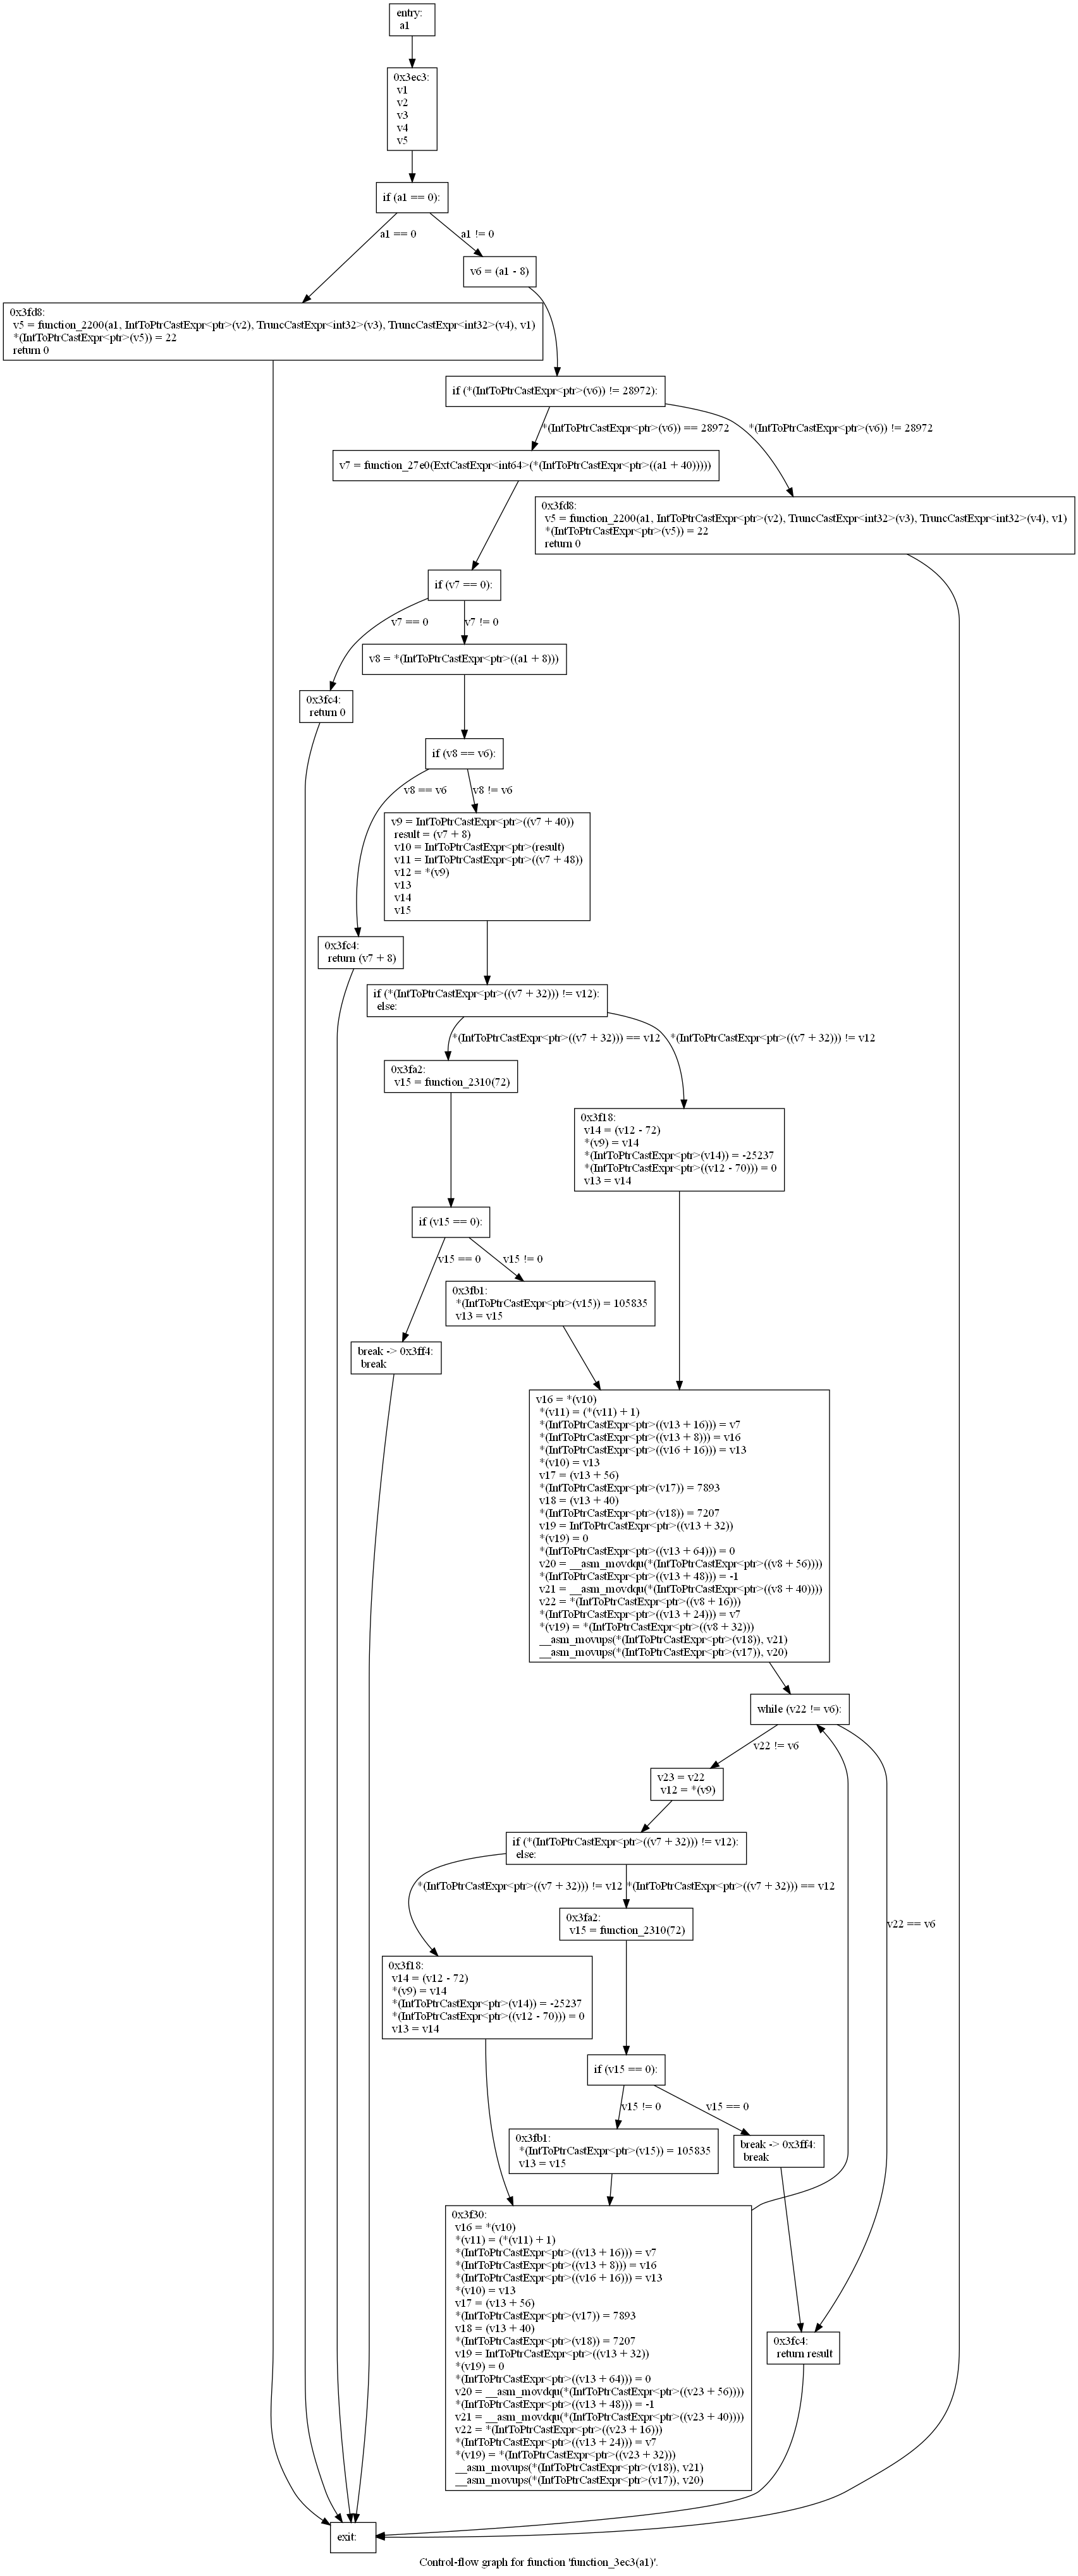 entry:
a1
0x3ec3:
v1
v2
v3
v4
v5
if (a1 == 0):
a1 == 0
a1 != 0
v6 = (a1 - 8)
0x3fd8:
v5 = function_2200(a1, IntToPtrCastExpr<ptr>(v2), TruncCastExpr<int32>(v3), TruncCastExpr<int32>(v4), v1)
*(IntToPtrCastExpr<ptr>(v5)) = 22
return 0
if (*(IntToPtrCastExpr<ptr>(v6)) != 28972):
*(IntToPtrCastExpr<ptr>(v6)) == 28972
*(IntToPtrCastExpr<ptr>(v6)) != 28972
v7 = function_27e0(ExtCastExpr<int64>(*(IntToPtrCastExpr<ptr>((a1 + 40)))))
0x3fd8:
v5 = function_2200(a1, IntToPtrCastExpr<ptr>(v2), TruncCastExpr<int32>(v3), TruncCastExpr<int32>(v4), v1)
*(IntToPtrCastExpr<ptr>(v5)) = 22
return 0
if (v7 == 0):
v7 == 0
v7 != 0
v8 = *(IntToPtrCastExpr<ptr>((a1 + 8)))
0x3fc4:
return 0
if (v8 == v6):
v8 == v6
v8 != v6
v9 = IntToPtrCastExpr<ptr>((v7 + 40))
result = (v7 + 8)
v10 = IntToPtrCastExpr<ptr>(result)
v11 = IntToPtrCastExpr<ptr>((v7 + 48))
v12 = *(v9)
v13
v14
v15
0x3fc4:
return (v7 + 8)
if (*(IntToPtrCastExpr<ptr>((v7 + 32))) != v12):
else:
*(IntToPtrCastExpr<ptr>((v7 + 32))) == v12
*(IntToPtrCastExpr<ptr>((v7 + 32))) != v12
0x3fa2:
v15 = function_2310(72)
0x3f18:
v14 = (v12 - 72)
*(v9) = v14
*(IntToPtrCastExpr<ptr>(v14)) = -25237
*(IntToPtrCastExpr<ptr>((v12 - 70))) = 0
v13 = v14
if (v15 == 0):
v15 == 0
v15 != 0
0x3fb1:
*(IntToPtrCastExpr<ptr>(v15)) = 105835
v13 = v15
break -> 0x3ff4:
break
v16 = *(v10)
*(v11) = (*(v11) + 1)
*(IntToPtrCastExpr<ptr>((v13 + 16))) = v7
*(IntToPtrCastExpr<ptr>((v13 + 8))) = v16
*(IntToPtrCastExpr<ptr>((v16 + 16))) = v13
*(v10) = v13
v17 = (v13 + 56)
*(IntToPtrCastExpr<ptr>(v17)) = 7893
v18 = (v13 + 40)
*(IntToPtrCastExpr<ptr>(v18)) = 7207
v19 = IntToPtrCastExpr<ptr>((v13 + 32))
*(v19) = 0
*(IntToPtrCastExpr<ptr>((v13 + 64))) = 0
v20 = __asm_movdqu(*(IntToPtrCastExpr<ptr>((v8 + 56))))
*(IntToPtrCastExpr<ptr>((v13 + 48))) = -1
v21 = __asm_movdqu(*(IntToPtrCastExpr<ptr>((v8 + 40))))
v22 = *(IntToPtrCastExpr<ptr>((v8 + 16)))
*(IntToPtrCastExpr<ptr>((v13 + 24))) = v7
*(v19) = *(IntToPtrCastExpr<ptr>((v8 + 32)))
__asm_movups(*(IntToPtrCastExpr<ptr>(v18)), v21)
__asm_movups(*(IntToPtrCastExpr<ptr>(v17)), v20)
while (v22 != v6):
v22 != v6
v23 = v22
v12 = *(v9)
if (*(IntToPtrCastExpr<ptr>((v7 + 32))) != v12):
else:
*(IntToPtrCastExpr<ptr>((v7 + 32))) != v12
*(IntToPtrCastExpr<ptr>((v7 + 32))) == v12
v22 == v6
0x3fa2:
v15 = function_2310(72)
0x3f18:
v14 = (v12 - 72)
*(v9) = v14
*(IntToPtrCastExpr<ptr>(v14)) = -25237
*(IntToPtrCastExpr<ptr>((v12 - 70))) = 0
v13 = v14
if (v15 == 0):
v15 != 0
v15 == 0
0x3fb1:
*(IntToPtrCastExpr<ptr>(v15)) = 105835
v13 = v15
break -> 0x3ff4:
break
0x3f30:
v16 = *(v10)
*(v11) = (*(v11) + 1)
*(IntToPtrCastExpr<ptr>((v13 + 16))) = v7
*(IntToPtrCastExpr<ptr>((v13 + 8))) = v16
*(IntToPtrCastExpr<ptr>((v16 + 16))) = v13
*(v10) = v13
v17 = (v13 + 56)
*(IntToPtrCastExpr<ptr>(v17)) = 7893
v18 = (v13 + 40)
*(IntToPtrCastExpr<ptr>(v18)) = 7207
v19 = IntToPtrCastExpr<ptr>((v13 + 32))
*(v19) = 0
*(IntToPtrCastExpr<ptr>((v13 + 64))) = 0
v20 = __asm_movdqu(*(IntToPtrCastExpr<ptr>((v23 + 56))))
*(IntToPtrCastExpr<ptr>((v13 + 48))) = -1
v21 = __asm_movdqu(*(IntToPtrCastExpr<ptr>((v23 + 40))))
v22 = *(IntToPtrCastExpr<ptr>((v23 + 16)))
*(IntToPtrCastExpr<ptr>((v13 + 24))) = v7
*(v19) = *(IntToPtrCastExpr<ptr>((v23 + 32)))
__asm_movups(*(IntToPtrCastExpr<ptr>(v18)), v21)
__asm_movups(*(IntToPtrCastExpr<ptr>(v17)), v20)
0x3fc4:
return result
exit:
Control-flow graph for function 'function_3ec3(a1)'.